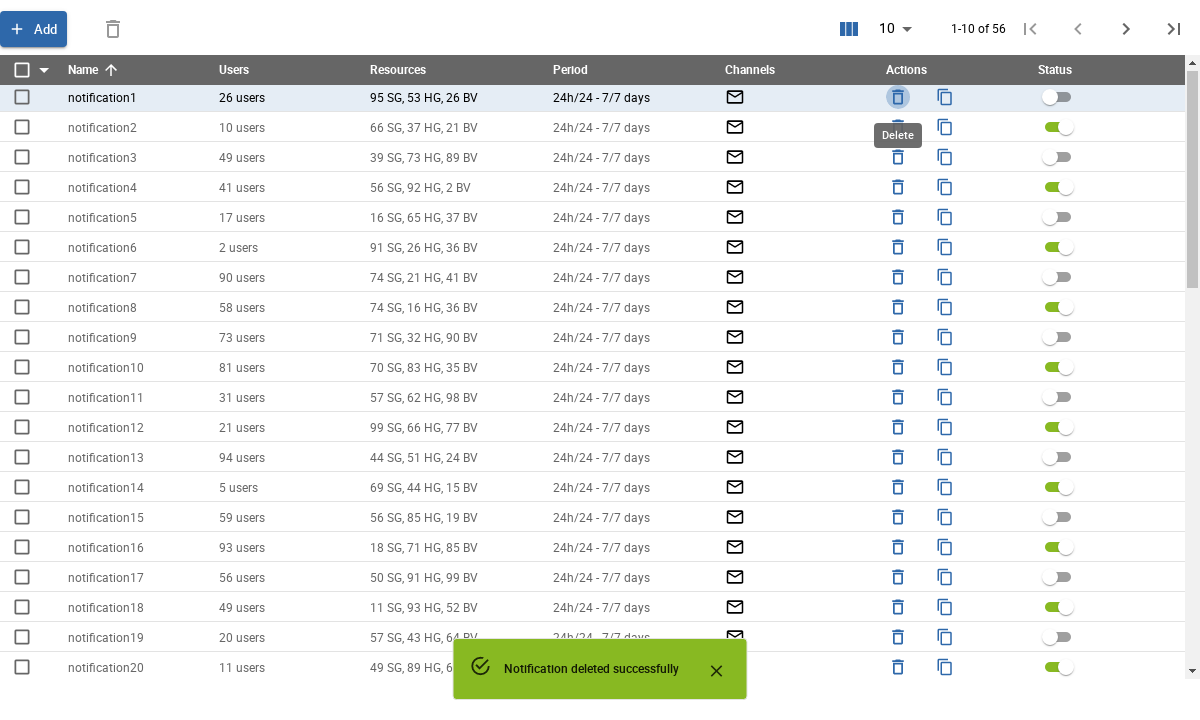 Add 10 1-10 of 56
Name Users Resources Period Channels Actions Status
notification1 26 users 95 SG, 53 HG, 26 BV 24h/24 - 7/7 days
notification2 10 users 66 SG, 37 HG, 21 BV 24h/24 - 7/7 days
Delete
notification3 49 users 39 SG, 73 HG, 89 BV 24h/24 - 7/7 days
notification4 41 users 56 SG, 92 HG, 2 BV 24h/24 - 7/7 days
notification5 17 users 16 SG, 65 HG, 37 BV 24h/24 - 7/7 days
notification6 2 users 91 SG, 26 HG, 36 BV 24h/24 - 7/7 days
notification7 90 users 74 SG, 21 HG, 41 BV 24h/24 - 7/7 days
notification8 58 users 74 SG, 16 HG, 36 BV 24h/24 - 7/7 days
notification9 73 users 71 SG, 32 HG, 90 BV 24h/24 - 7/7 days
notification10 81 users 70 SG, 83 HG, 35 BV 24h/24 - 7/7 days
notification11 31 users 57 SG, 62 HG, 98 BV 24h/24 - 7/7 days
notification12 21 users 99 SG, 66 HG, 77 BV 24h/24 - 7/7 days
notification13 94 users 44 SG, 51 HG, 24 BV 24h/24 - 7/7 days
notification14 5 users 69 SG, 44 HG, 15 BV 24h/24 - 7/7 days
notification15 59 users 56 SG, 85 HG, 19 BV 24h/24 - 7/7 days
notification16 93 users 18 SG, 71 HG, 85 BV 24h/24 - 7/7 days
notification17 56 users 50 SG, 91 HG, 99 BV 24h/24 - 7/7 days
notification18 49 users 11 SG, 93 HG, 52 BV 24h/24 - 7/7 days
notification19 20 users 57 SG, 43 HG, 64 BV 24h/24 - 7/7 days
notification20 11 users 49 SG, 89 HG,
Notification deleted successfully